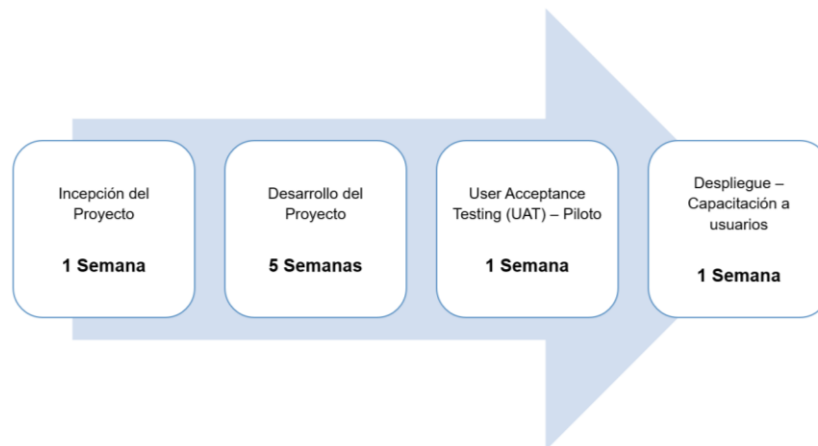 Incepción del
Proyecto
1 Semana
Desarrollo del
Proyecto
5 Semanas
User Acceptance
Testing (UAT) – Piloto
1 Semana
Despliegue –
Capacitación a
usuarios
1 Semana